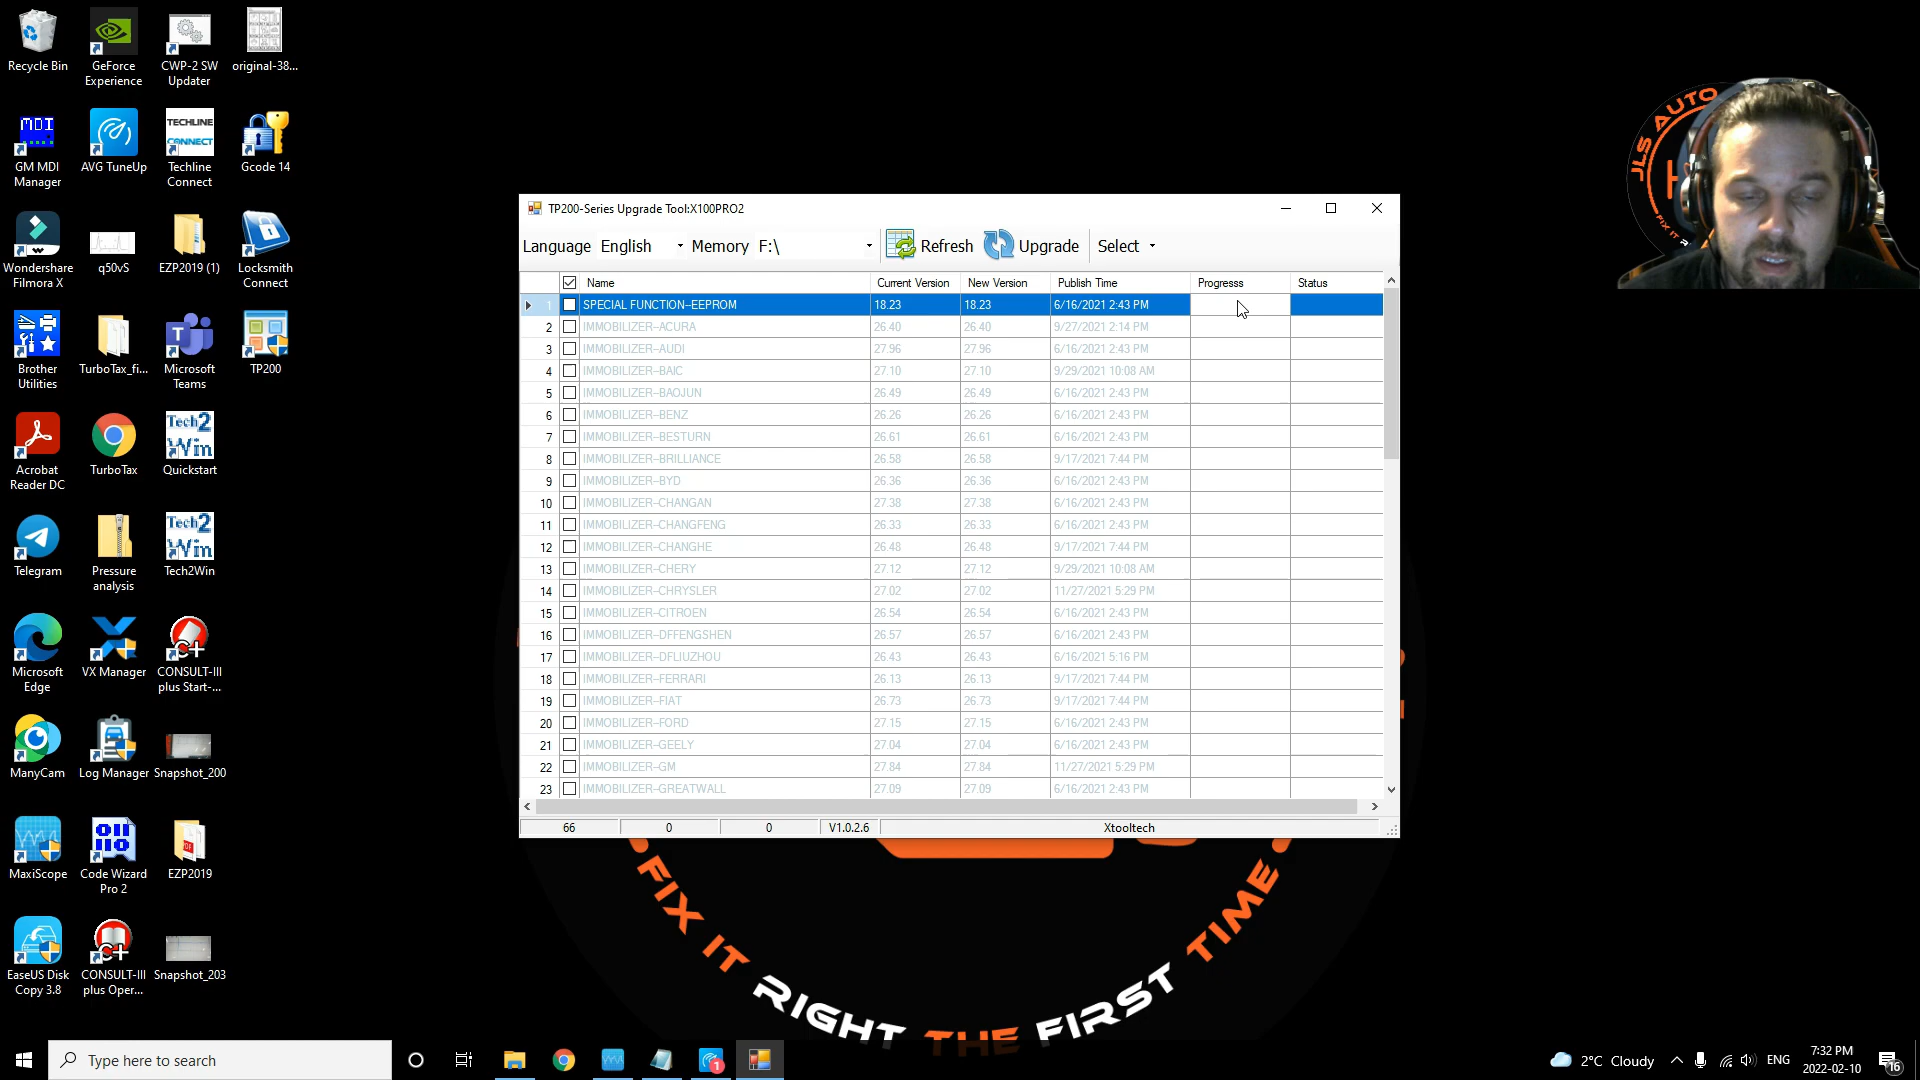 Recycle Bin
GeForce
Experience
CWP-2 SW
Updater
original-38...
MDI
GM MDI
Manager
AVG TuneUp
TECHLINE
CONNECT
Techline
Connect
Gcode 14
Wondershare
Filmora X
q50vS
EZP2019 (1)
Locksmith
Connect
Brother
Utilities
TurboTax_fi...
Microsoft
Teams
TP200
Acrobat
Reader DC
TurboTax
Tech2
Win
Quickstart
Telegram
Pressure
analysis
Tech2
Win
Tech2Win
Microsoft
Edge
VX Manager
CONSULT-III
plus Start-...
ManyCam
Log Manager
Snapshot_200
MaxiScope
Code Wizard
Pro 2
EZP2019
EaseUS Disk
Copy 3.8
CONSULT-III
plus Oper...
Snapshot_203
TP200-Series Upgrade Tool:X100PRO2
Language English Memory F:\ Refresh Upgrade Select
Name Current Version New Version Publish Time Progresss Status
1 SPECIAL FUNCTION-EEPROM 18.23 18.23 6/16/2021 2:43 PM
2 IMMOBILIZER-ACURA 26.40 26.40 9/27/2021 2:14 PM
3 IMMOBILIZER-AUDI 27.96 27.96 6/16/2021 2:43 PM
4 IMMOBILIZER-BAIC 27.10 27.10 9/29/2021 10:08 AM
5 IMMOBILIZER-BAOJUN 26.49 26.49 6/16/2021 2:43 PM
6 IMMOBILIZER-BENZ 26.26 26.26 6/16/2021 2:43 PM
7 IMMOBILIZER-BESTURN 26.61 26.61 6/16/2021 2:43 PM
8 IMMOBILIZER-BRILLIANCE 26.58 26.58 9/17/2021 7:44 PM
9 IMMOBILIZER-BYD 26.36 26.36 6/16/2021 2:43 PM
10 IMMOBILIZER-CHANGAN 27.38 27.38 6/16/2021 2:43 PM
11 IMMOBILIZER-CHANGFENG 26.33 26.33 6/16/2021 2:43 PM
12 IMMOBILIZER-CHANGHE 26.48 26.48 9/17/2021 7:44 PM
13 IMMOBILIZER-CHERY 27.12 27.12 9/29/2021 10:08 AM
14 IMMOBILIZER-CHRYSLER 27.02 27.02 11/27/2021 5:29 PM
15 IMMOBILIZER-CITROEN 26.54 26.54 6/16/2021 2:43 PM
16 IMMOBILIZER-DFFENGSHEN 26.57 26.57 6/16/2021 2:43 PM
17 IMMOBILIZER-DFLIUZHOU 26.43 26.43 6/16/2021 5:16 PM
18 IMMOBILIZER-FERRARI 26.13 26.13 9/17/2021 7:44 PM
19 IMMOBILIZER-FIAT 26.73 26.73 9/17/2021 7:44 PM
20 IMMOBILIZER-FORD 27.15 27.15 6/16/2021 2:43 PM
21 IMMOBILIZER-GEELY 27.04 27.04 6/16/2021 2:43 PM
22 IMMOBILIZER-GM 27.84 27.84 11/27/2021 5:29 PM
23 IMMOBILIZER-GREATWALL 27.09 27.09 6/16/2021 2:43 PM
66 0 0 V1.0.2.6 Xtooltech
JLS AUTO
FIX IT
FIX IT RIGHT THE FIRST TIME
Type here to search
1
2°C Cloudy
ENG
7:32 PM
2022-02-10
16